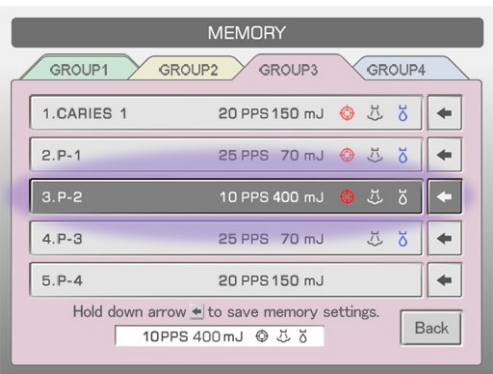 MEMORY
GROUP1 GROUP2 GROUP3 GROUP4
1.CARIES 1 20 PPS 150 mJ
2.P-1 25 PPS 70 mJ
3.P-2 10 PPS 400 mJ
4.P-3 25 PPS 70 mJ
5.P-4 20 PPS 150 mJ
Hold down arrow to save memory settings.
10PPS 400 mJ
Back